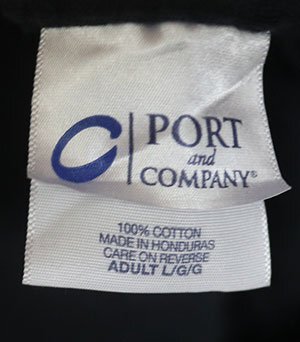 PORT
and
COMPANY®
100% COTTON
MADE IN HONDURAS
CARE ON REVERSE
ADULT L/G/G